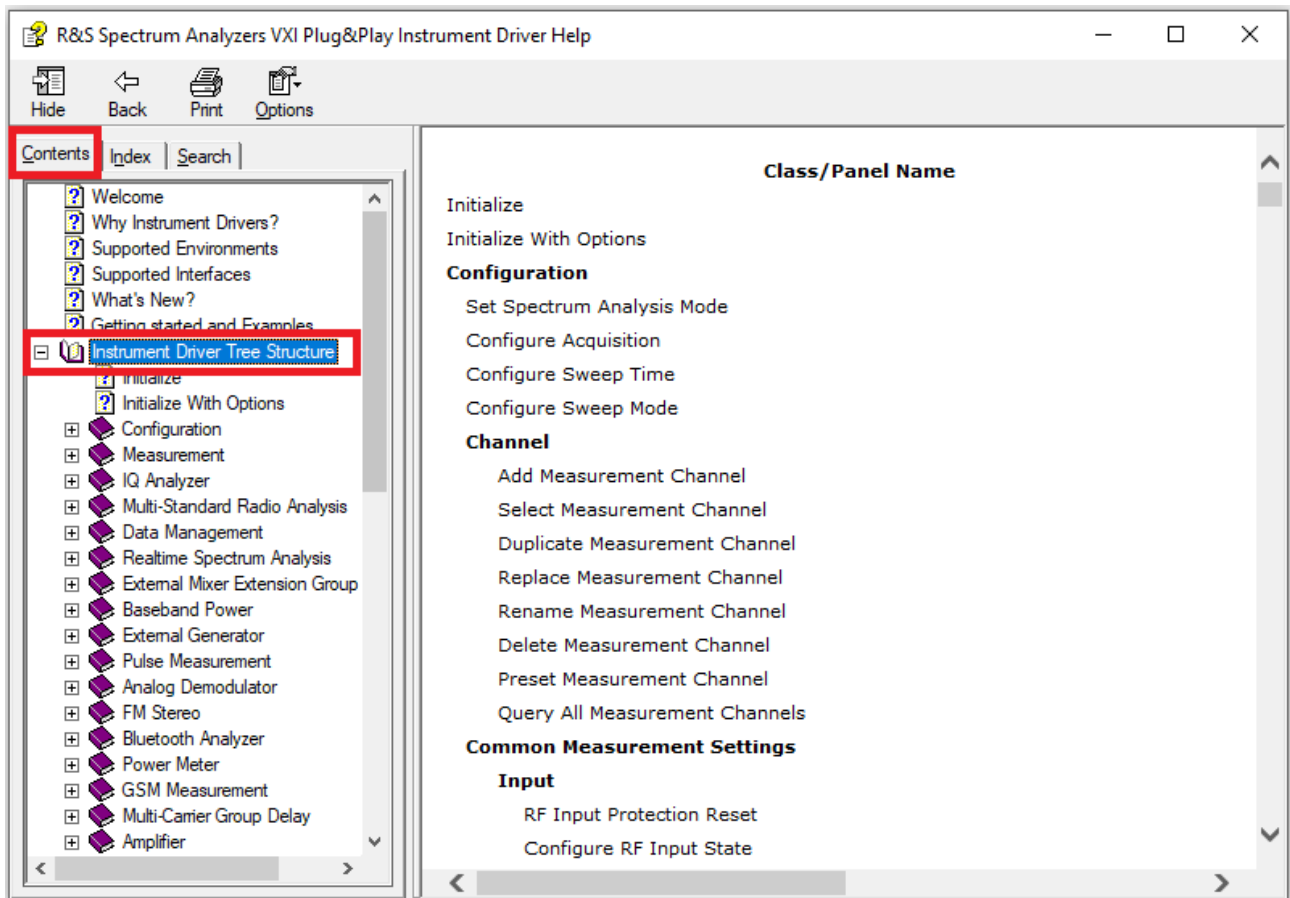 R&S Spectrum Analyzers VXI Plug&Play Instrument Driver Help
Hide Back Print Options
Contents Index Search
Welcome
Why Instrument Drivers?
Supported Environments
Supported Interfaces
What's New?
Getting started and Examples
Instrument Driver Tree Structure
Initialize
Initialize With Options
Configuration
Measurement
IQ Analyzer
Multi-Standard Radio Analysis
Data Management
Realtime Spectrum Analysis
External Mixer Extension Group
Baseband Power
External Generator
Pulse Measurement
Analog Demodulator
FM Stereo
Bluetooth Analyzer
Power Meter
GSM Measurement
Multi-Carrier Group Delay
Amplifier
Class/Panel Name
Initialize
Initialize With Options
Configuration
Set Spectrum Analysis Mode
Configure Acquisition
Configure Sweep Time
Configure Sweep Mode
Channel
Add Measurement Channel
Select Measurement Channel
Duplicate Measurement Channel
Replace Measurement Channel
Rename Measurement Channel
Delete Measurement Channel
Preset Measurement Channel
Query All Measurement Channels
Common Measurement Settings
Input
RF Input Protection Reset
Configure RF Input State